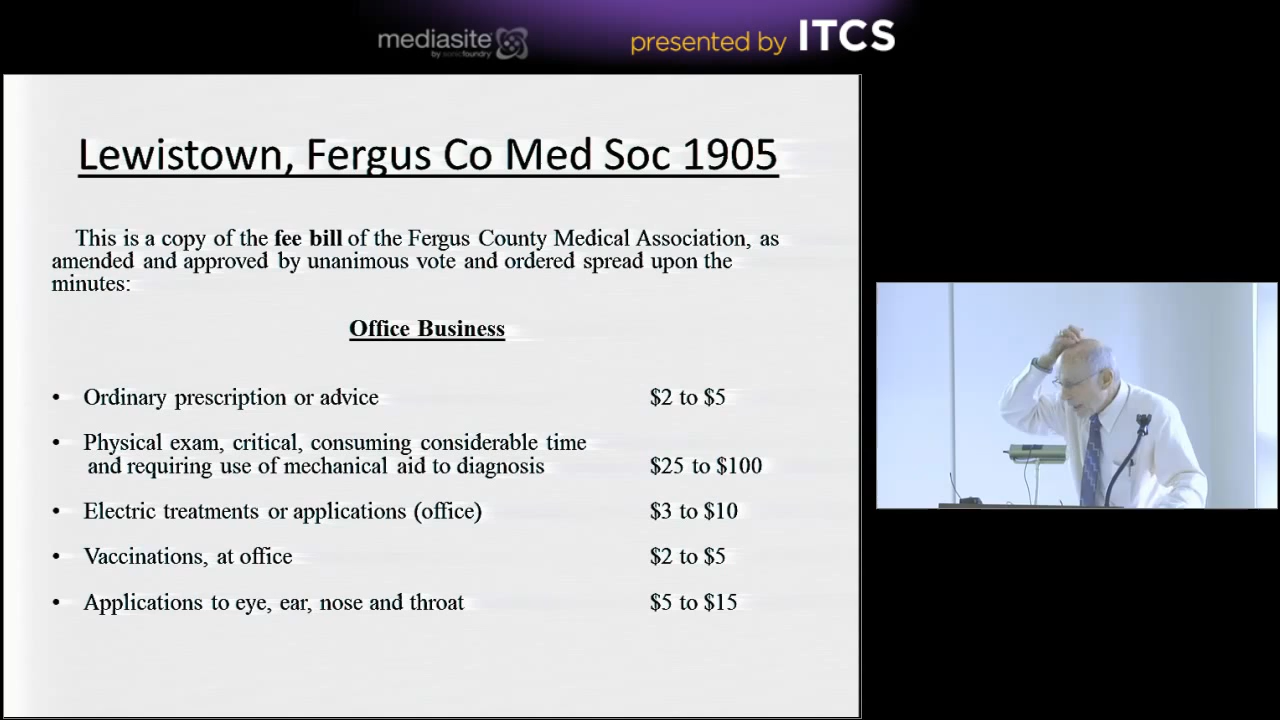 mediasite
by sonicfoundry
presented by ITCS
Lewistown, Fergus Co Med Soc 1905
This is a copy of the fee bill of the Fergus County Medical Association, as
amended and approved by unanimous vote and ordered spread upon the
minutes:
Office Business
• Ordinary prescription or advice $2 to $5
• Physical exam, critical, consuming considerable time
and requiring use of mechanical aid to diagnosis $25 to $100
• Electric treatments or applications (office) $3 to $10
• Vaccinations, at office $2 to $5
• Applications to eye, ear, nose and throat $5 to $15